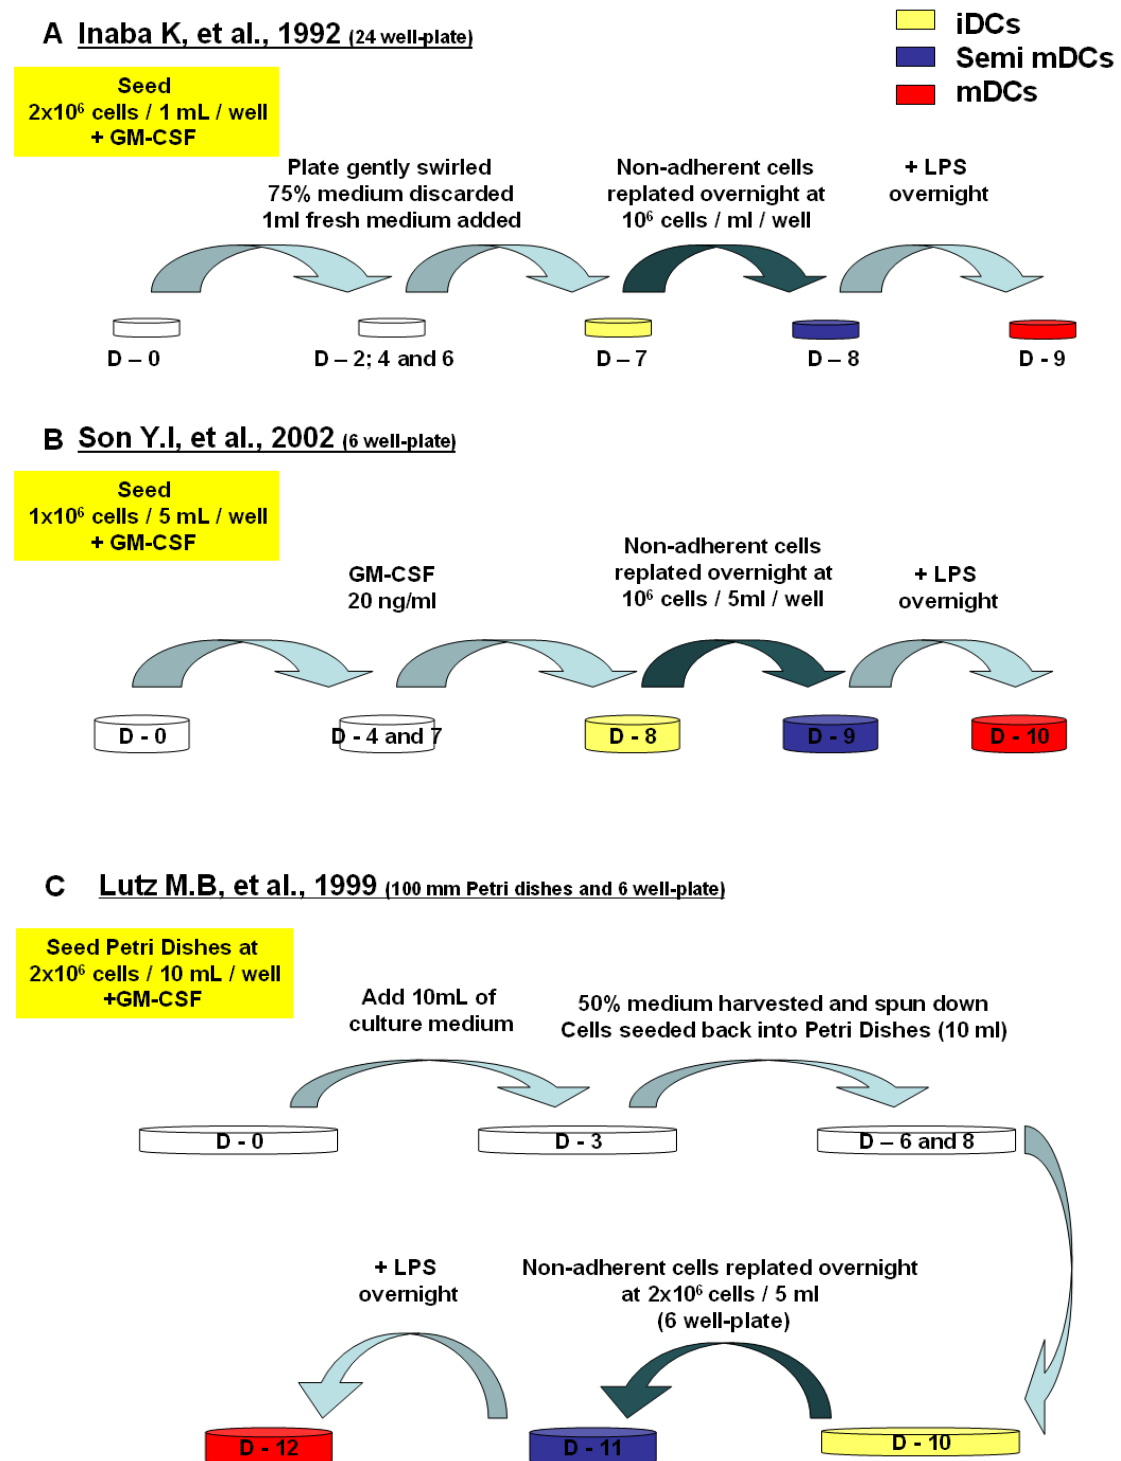 A Inaba K, et al., 1992 (24 well-plate)
iDCs
Semi mDCs
mDCs
Seed
2x10⁶ cells / 1 mL / well
+ GM-CSF
Plate gently swirled
75% medium discarded
1ml fresh medium added
Non-adherent cells
replated overnight at
10⁶ cells / ml / well
+ LPS
overnight
D – 0
D – 2; 4 and 6
D – 7
D – 8
D - 9
B Son Y.I, et al., 2002 (6 well-plate)
Seed
1x10⁶ cells / 5 mL / well
+ GM-CSF
GM-CSF
20 ng/ml
Non-adherent cells
replated overnight at
10⁶ cells / 5ml / well
+ LPS
overnight
D - 0
D - 4 and 7
D - 8
D - 9
D - 10
C Lutz M.B, et al., 1999 (100 mm Petri dishes and 6 well-plate)
Seed Petri Dishes at
2x10⁶ cells / 10 mL / well
+GM-CSF
Add 10mL of
culture medium
50% medium harvested and spun down
Cells seeded back into Petri Dishes (10 ml)
D - 0
D - 3
D – 6 and 8
+ LPS
overnight
Non-adherent cells replated overnight
at 2x10⁶ cells / 5 ml
(6 well-plate)
D - 12
D - 11
D - 10